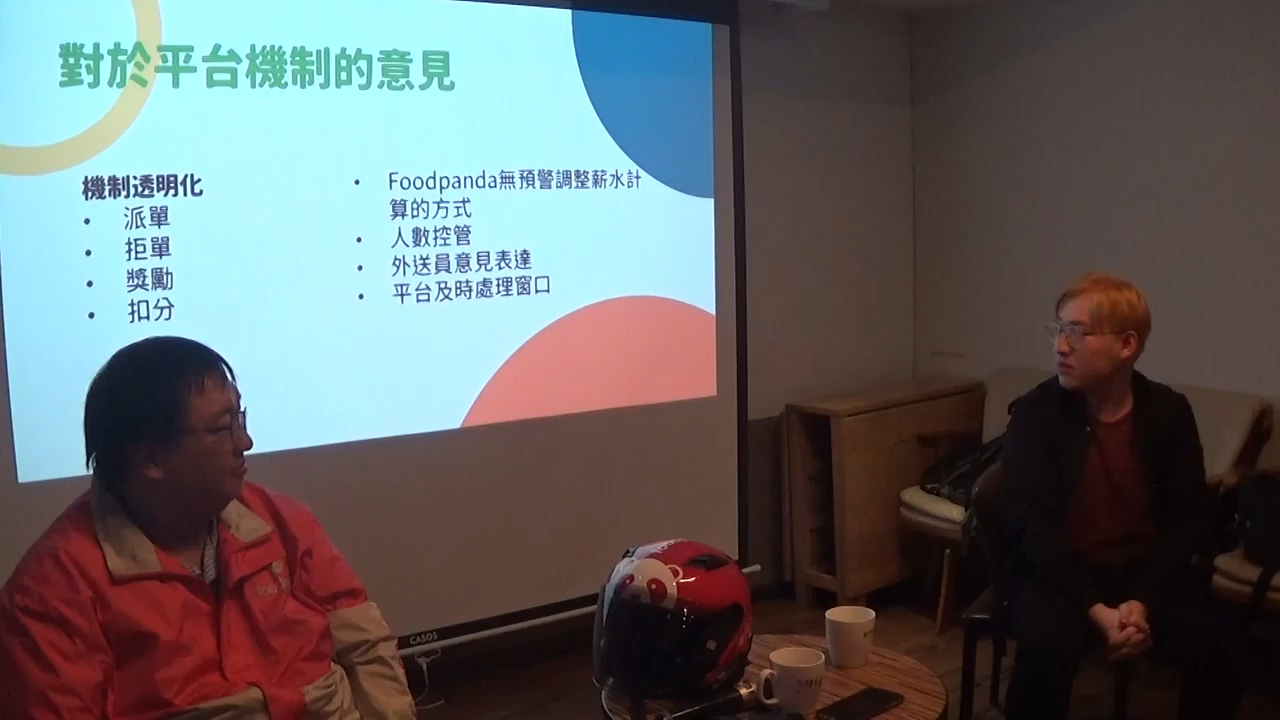 對於平台機制的意見
機制透明化
• 派單
• 拒單
• 獎勵
• 扣分
• Foodpanda無預警調整薪水計
算的方式
• 人數控管
• 外送員意見表達
• 平台及時處理窗口
CASOS